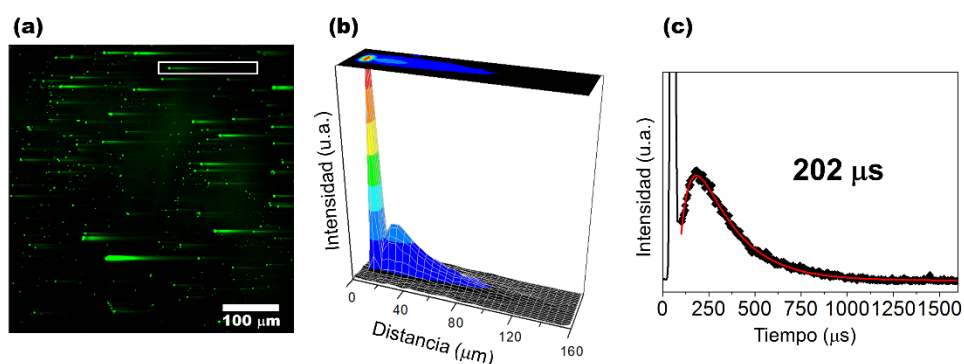 (a)
(b)
(c)
100 μm
Intensidad (u.a.)
0
40
80
120
160
Distancia (μm)
Intensidad (u.a.)
202 μs
0 250 500 750 1000 1250 1500
Tiempo (μs)